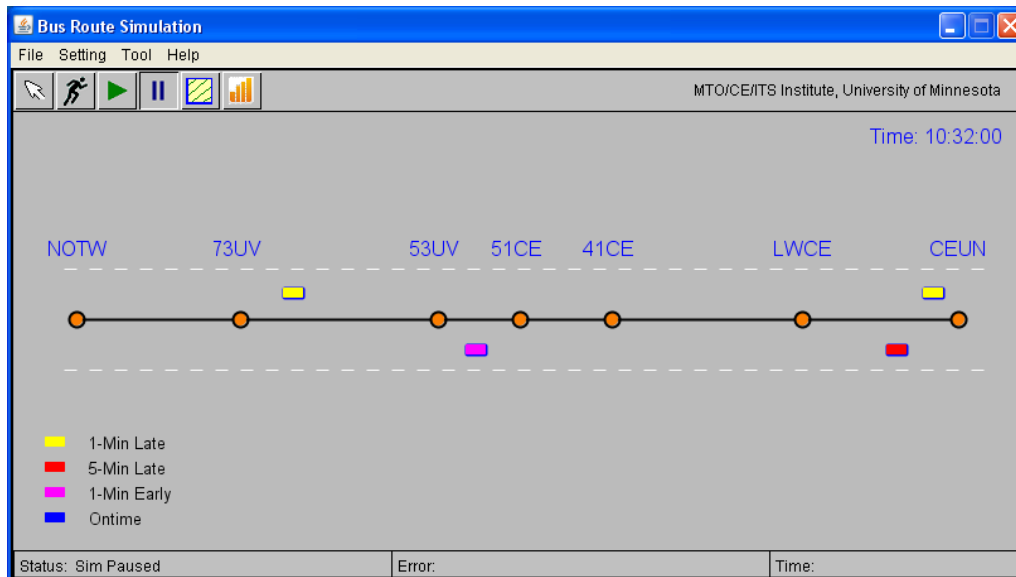 Bus Route Simulation
File Setting Tool Help
MTO/CE/ITS Institute, University of Minnesota
Time: 10:32:00
NOTW 73UV 53UV 51CE 41CE LWCE CEUN
1-Min Late
5-Min Late
1-Min Early
Ontime
Status: Sim Paused Error: Time: